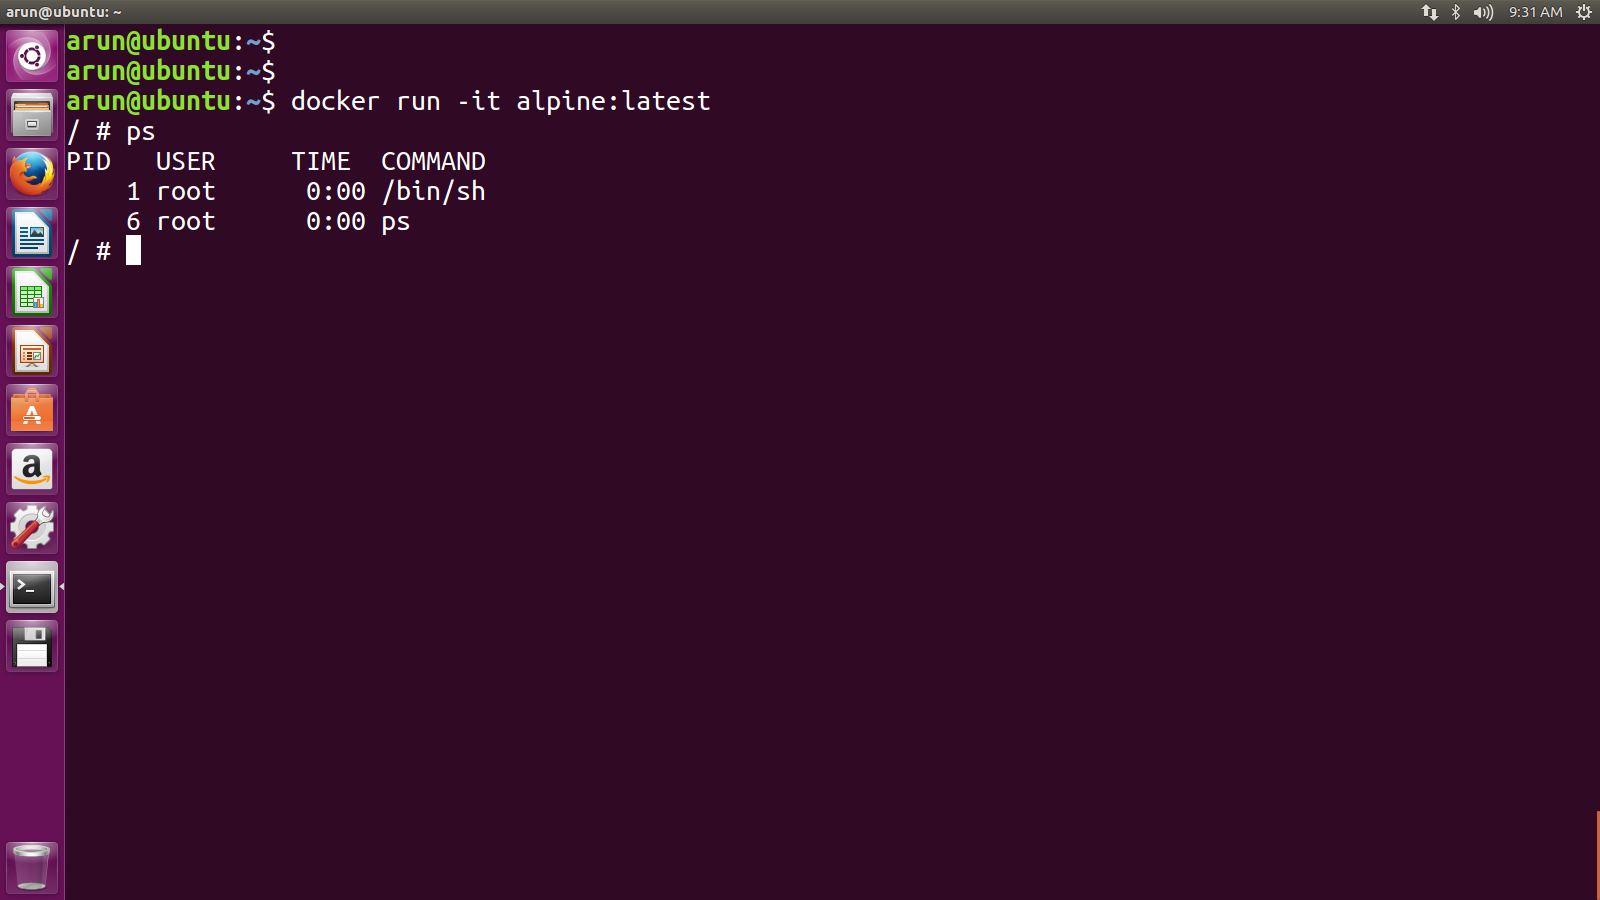 arun@ubuntu: ~
9:31 AM
arun@ubuntu:~$
arun@ubuntu:~$
arun@ubuntu:~$ docker run -it alpine:latest
/ # ps
PID   USER     TIME  COMMAND
    1 root      0:00 /bin/sh
    6 root      0:00 ps
/ #